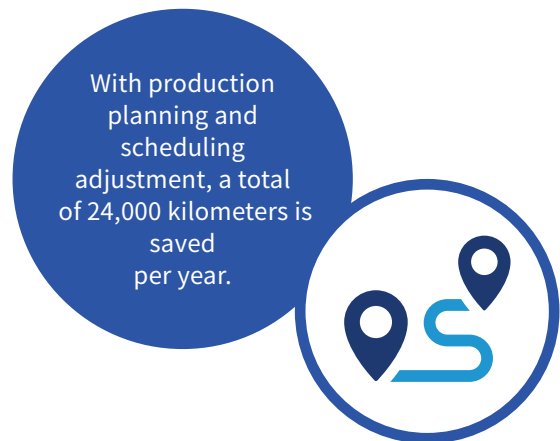 With production
planning and
scheduling
adjustment, a total
of 24,000 kilometers is
saved
per year.